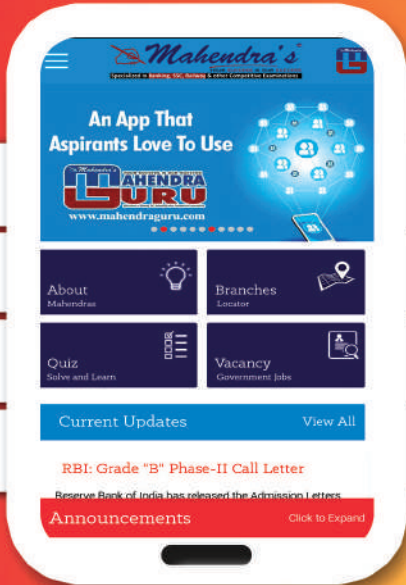 Mahendra's
Specialized in Banking, SSC, Railway & other Competitive Examinations
An App That
Aspirants Love To Use
Mahendra's
MAHENDRA
GURU
www.mahendraguru.com
About
Mahendras
Branches
Locator
Quiz
Solve and Learn
Vacancy
Government Jobs
Current Updates
View All
RBI: Grade "B" Phase-II Call Letter
Reserve Bank of India has released the Admission Letters
Announcements
Click to Expand